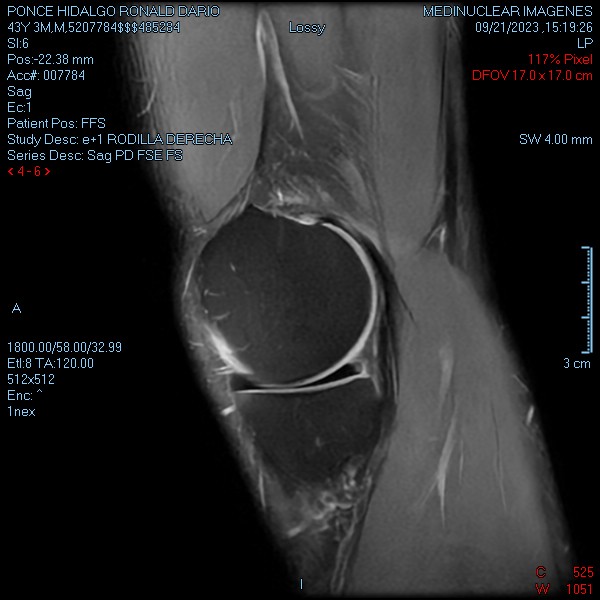 PONCE HIDALGO RONALD DARIO
43Y 3M,M,5207784$$$485284
Sl:6
Pos:-22.38 mm
Acc#: 007784
Sag
Ec:1
Patient Pos: FFS
Study Desc: e+1 RODILLA DERECHA
Series Desc: Sag PD FSE FS
< 4 - 6 >
Lossy
MEDINUCLEAR IMAGENES
09/21/2023 ,15:19:26
LP
117% Pixel
DFOV 17.0 x 17.0 cm
SW 4.00 mm
A
1800.00/58.00/32.99
Etl:8 TA:120.00
512x512
Enc: ^
1nex
3 cm
I
C 525
W 1051